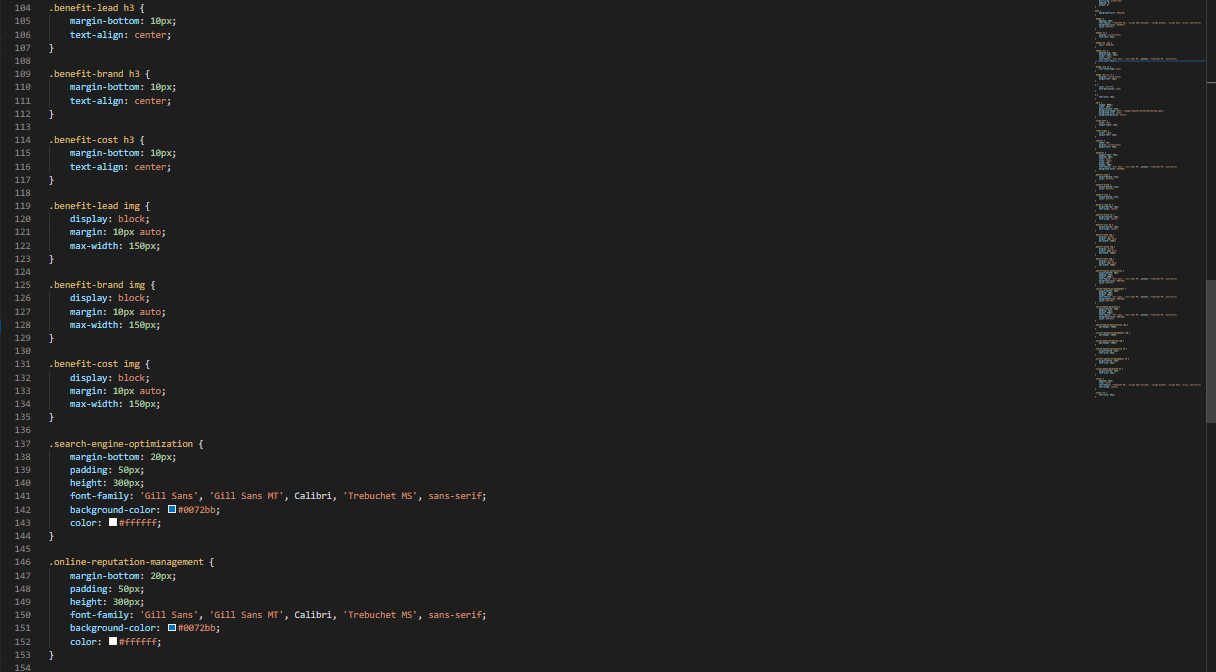 104 .benefit-lead h3 {
105     margin-bottom: 10px;
106     text-align: center;
107 }
108
109 .benefit-brand h3 {
110     margin-bottom: 10px;
111     text-align: center;
112 }
113
114 .benefit-cost h3 {
115     margin-bottom: 10px;
116     text-align: center;
117 }
118
119 .benefit-lead img {
120     display: block;
121     margin: 10px auto;
122     max-width: 150px;
123 }
124
125 .benefit-brand img {
126     display: block;
127     margin: 10px auto;
128     max-width: 150px;
129 }
130
131 .benefit-cost img {
132     display: block;
133     margin: 10px auto;
134     max-width: 150px;
135 }
136
137 .search-engine-optimization {
138     margin-bottom: 20px;
139     padding: 50px;
140     height: 300px;
141     font-family: 'Gill Sans', 'Gill Sans MT', Calibri, 'Trebuchet MS', sans-serif;
142     background-color: #0072bb;
143     color: #ffffff;
144 }
145
146 .online-reputation-management {
147     margin-bottom: 20px;
148     padding: 50px;
149     height: 300px;
150     font-family: 'Gill Sans', 'Gill Sans MT', Calibri, 'Trebuchet MS', sans-serif;
151     background-color: #0072bb;
152     color: #ffffff;
153 }
154